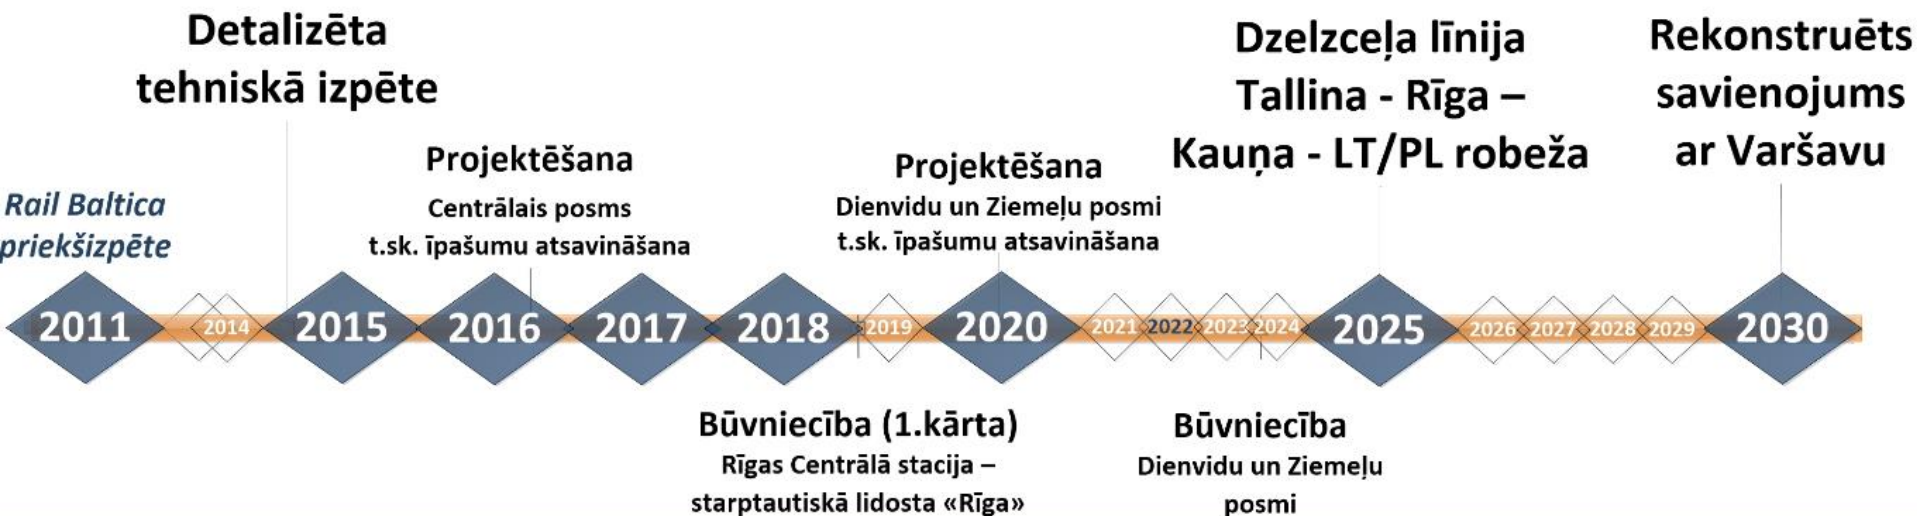 Detalizēta
tehniskā izpēte
Dzelzceļa līnija
Tallina - Rīga –
Kauņa - LT/PL robeža
Rekonstruēts
savienojums
ar Varšavu
Projektēšana
Centrālais posms
t.sk. īpašumu atsavināšana
Projektēšana
Dienvidu un Ziemeļu posmi
t.sk. īpašumu atsavināšana
Rail Baltica
priekšizpēte
2011 2014 2015 2016 2017 2018 2019 2020 2021 2022 2023 2024 2025 2026 2027 2028 2029 2030
Būvniecība (1.kārta)
Rīgas Centrālā stacija –
starptautiskā lidosta «Rīga»
Būvniecība
Dienvidu un Ziemeļu
posmi